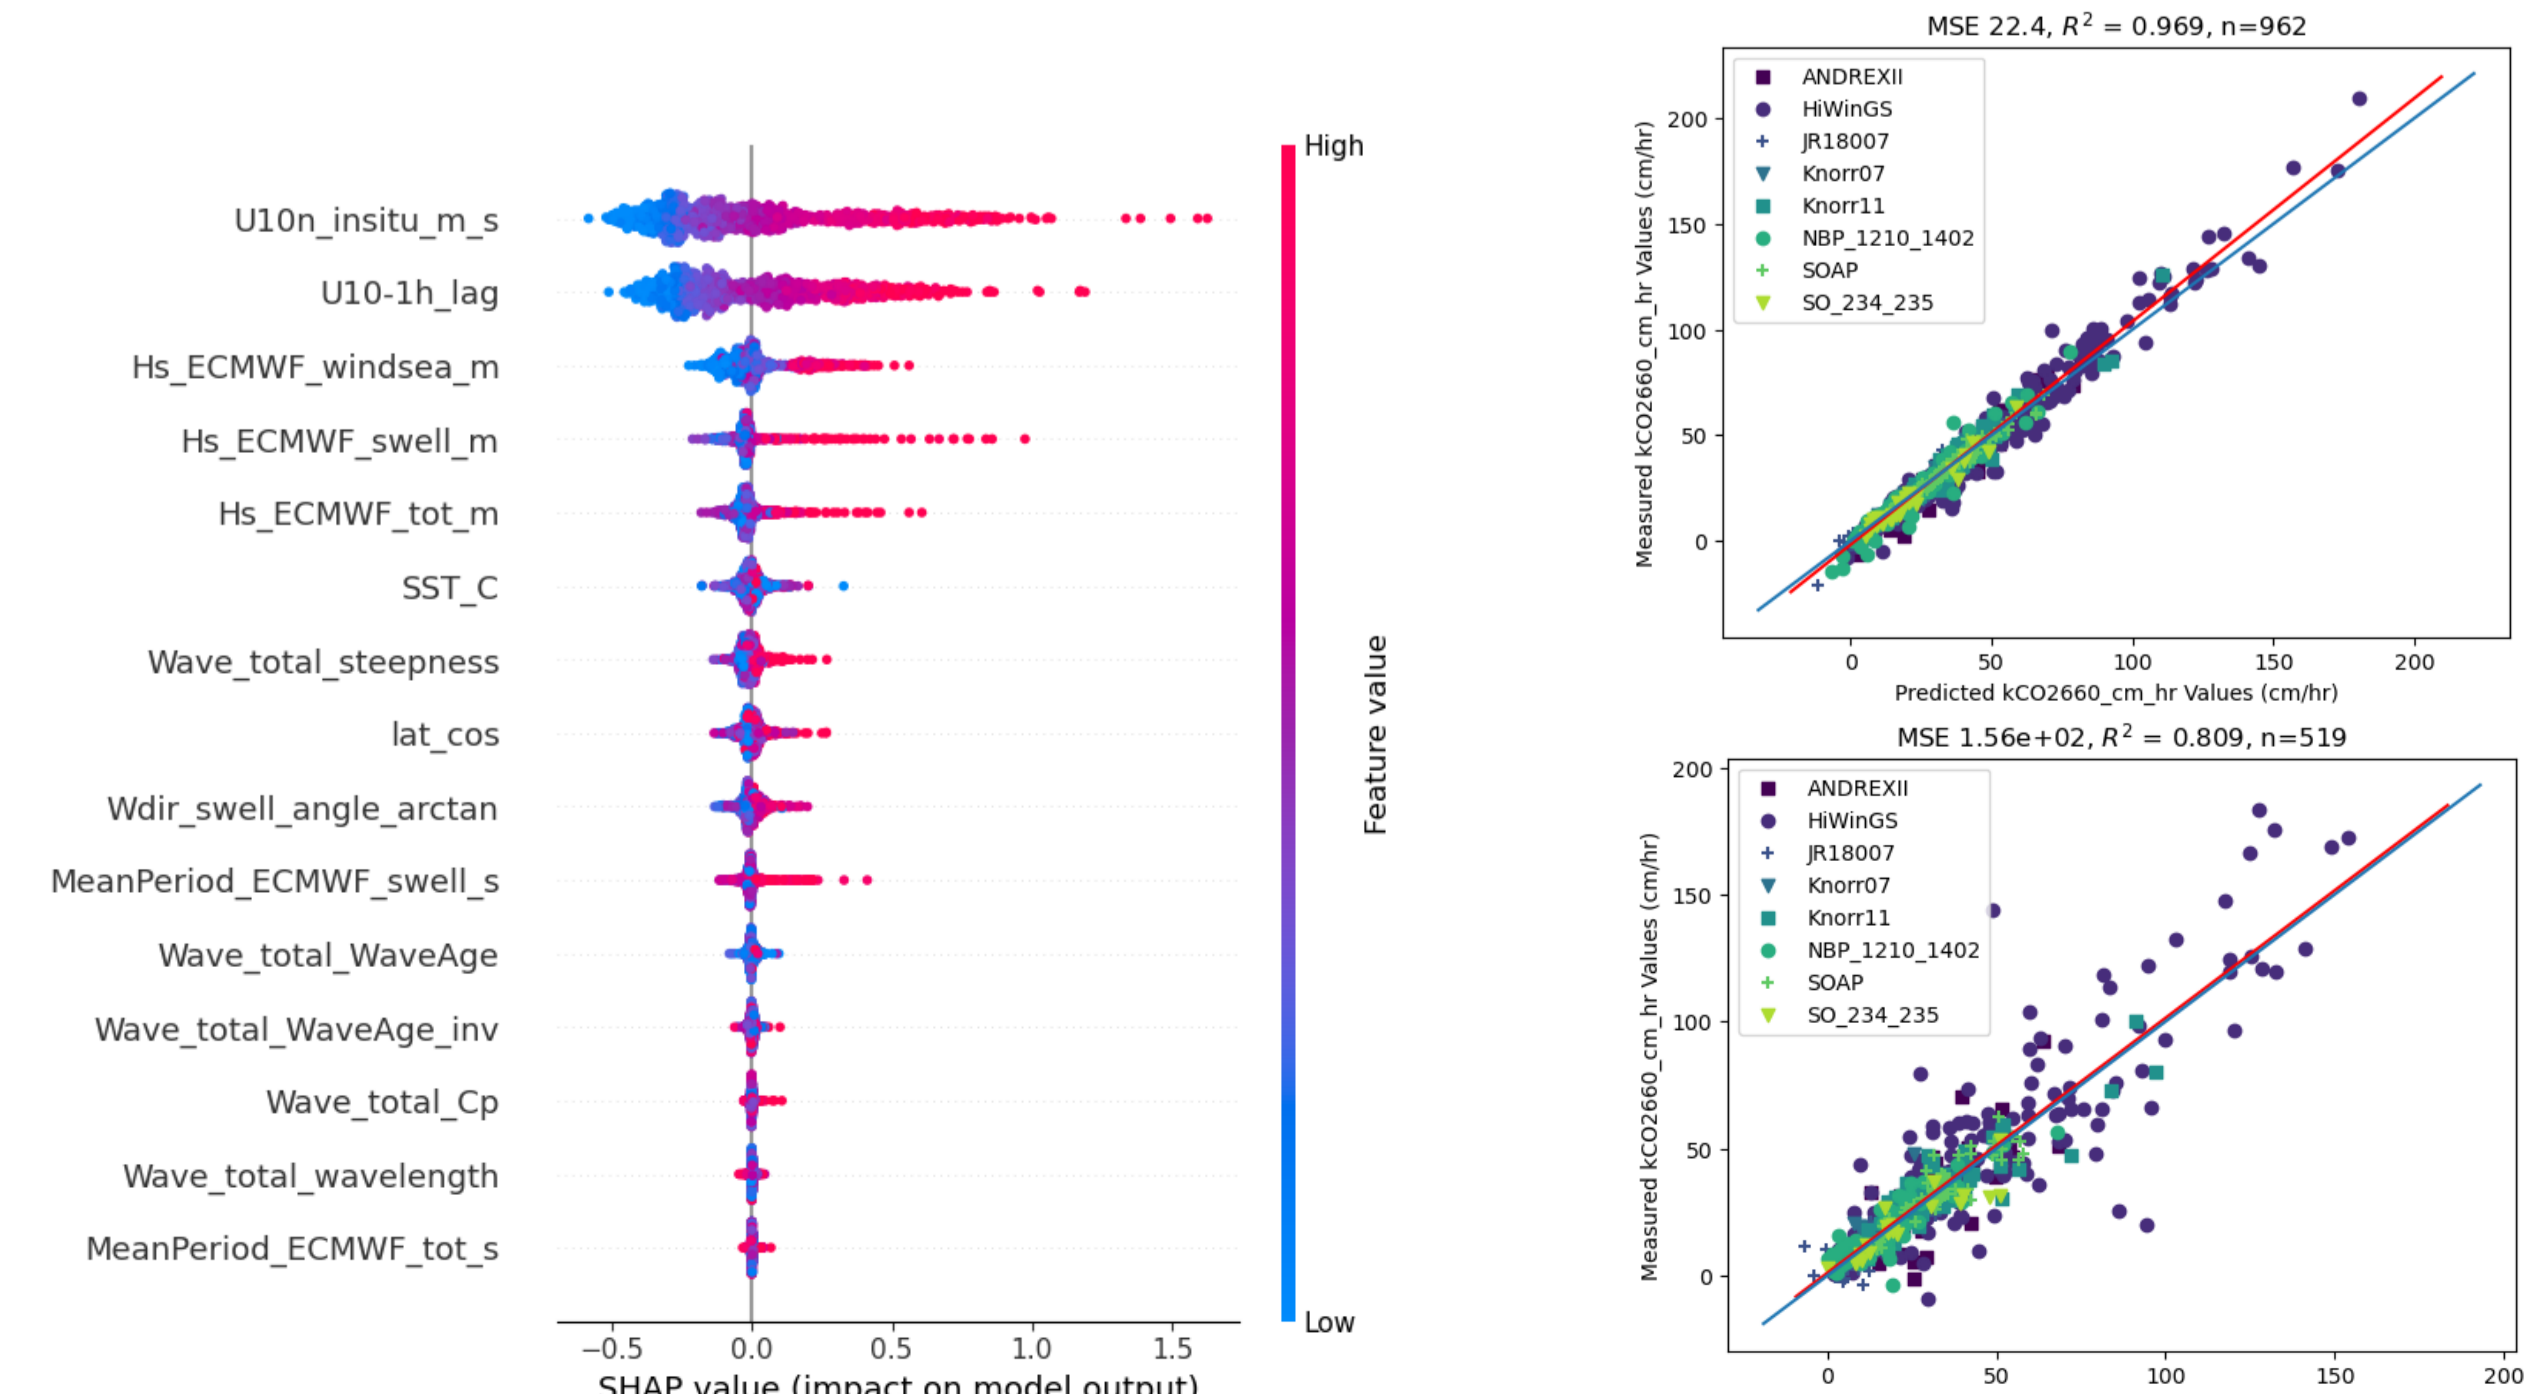 High
U10n_insitu_m_s
U10-1h_lag
Hs_ECMWF_windsea_m
Hs_ECMWF_swell_m
Hs_ECMWF_tot_m
SST_C
Wave_total_steepness
lat_cos
Wdir_swell_angle_arctan
MeanPeriod_ECMWF_swell_s
Wave_total_WaveAge
Wave_total_WaveAge_inv
Wave_total_Cp
Wave_total_wavelength
MeanPeriod_ECMWF_tot_s
Low
Feature value
−0.5 0.0 0.5 1.0 1.5
SHAP value (impact on model output)
MSE 22.4, R² = 0.969, n=962
ANDREXII
HiWinGS
JR18007
Knorr07
Knorr11
NBP_1210_1402
SOAP
SO_234_235
200
150
100
50
0
Measured kCO2660_cm_hr Values (cm/hr)
0 50 100 150 200
Predicted kCO2660_cm_hr Values (cm/hr)
MSE 1.56e+02, R² = 0.809, n=519
ANDREXII
HiWinGS
JR18007
Knorr07
Knorr11
NBP_1210_1402
SOAP
SO_234_235
200
150
100
50
0
Measured kCO2660_cm_hr Values (cm/hr)
0 50 100 150 200